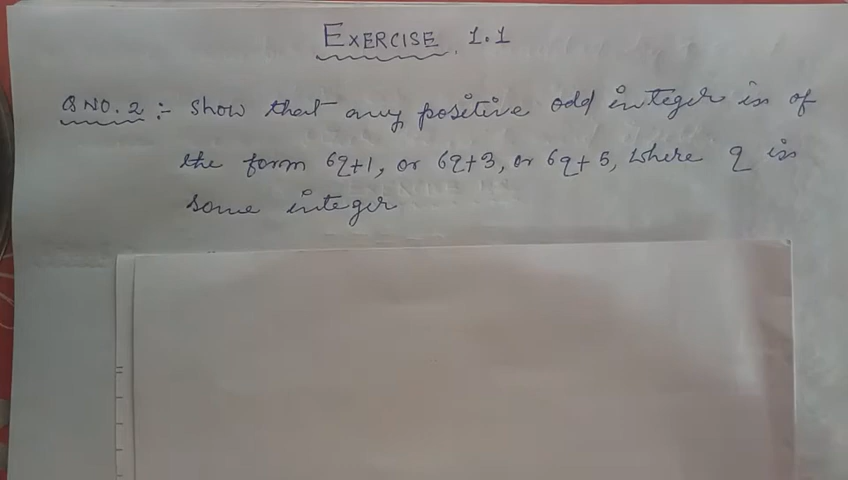 EXERCISE 1.1
Q NO. 2 :- Show that any positive odd integer is of
the form 6q+1, or 6q+3, or 6q+5, where q is
some integer